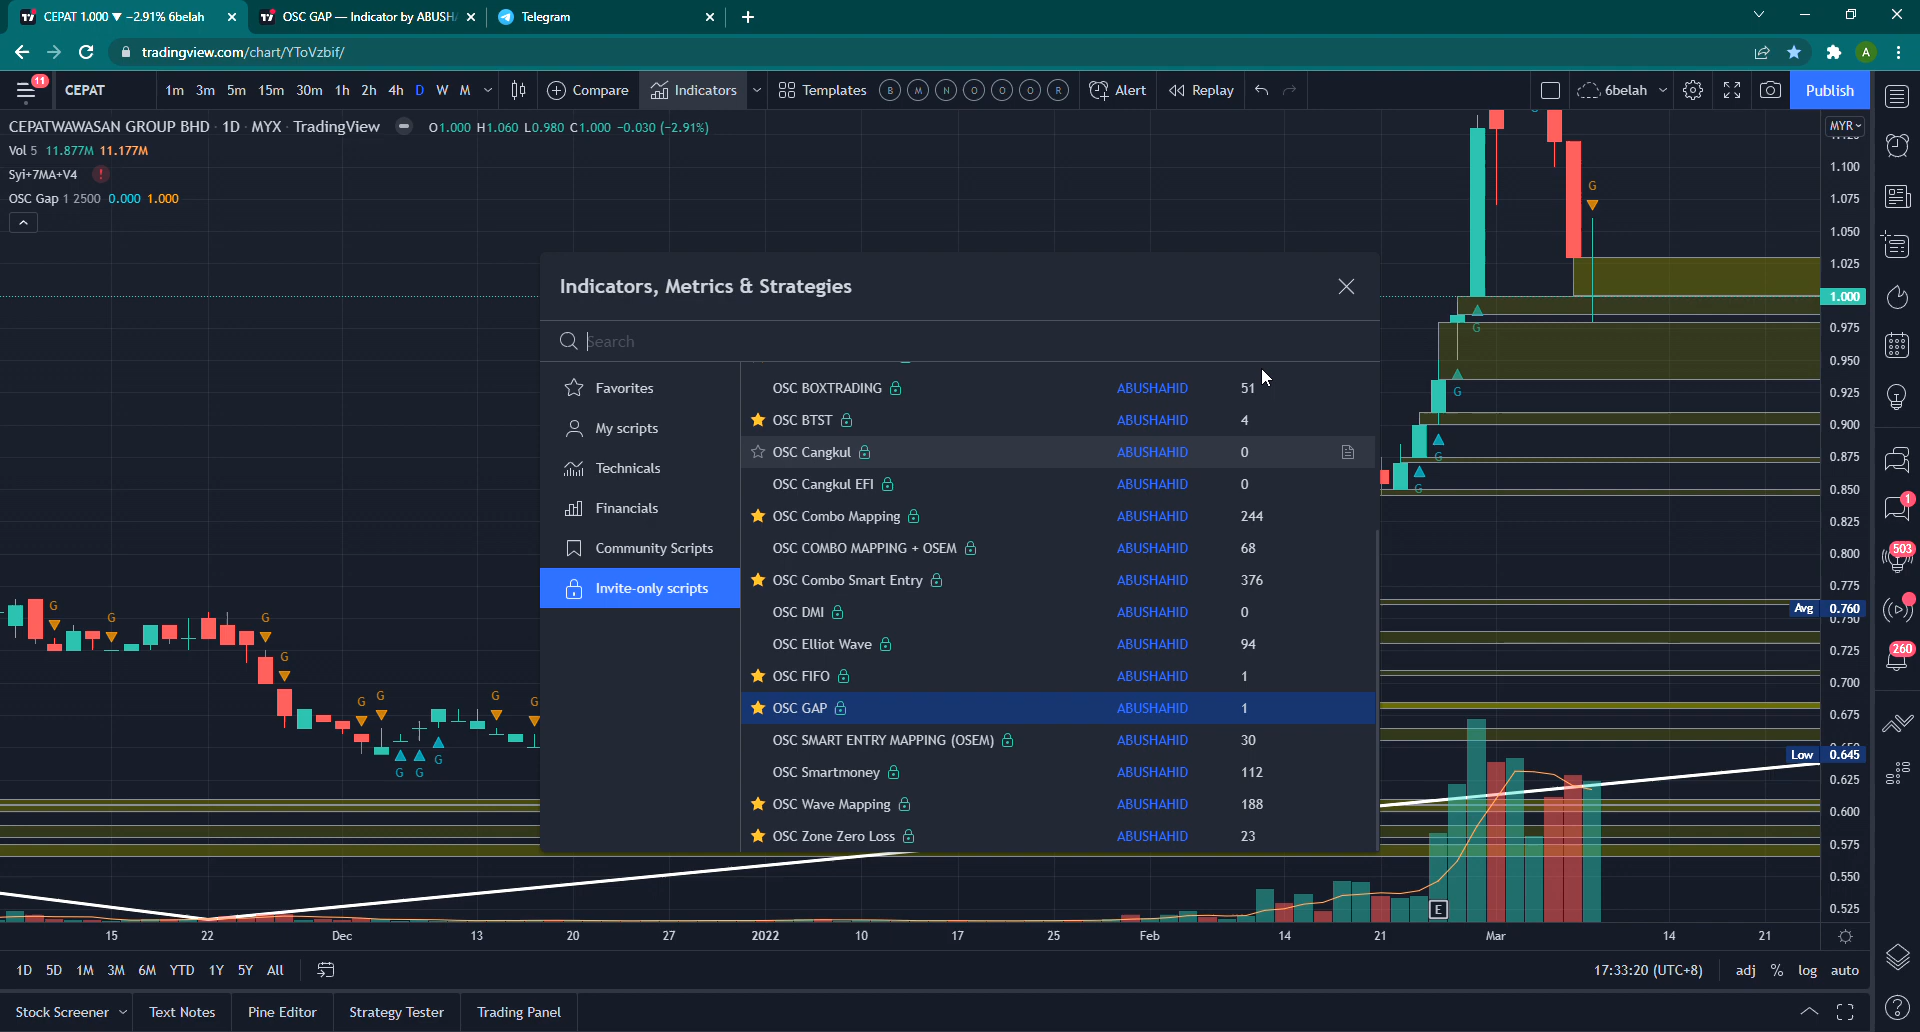 CEPAT 1.000 ▼ −2.91% 6belah
OSC GAP — Indicator by ABUSH
Telegram
tradingview.com/chart/YToVzbif/
A
11
CEPAT
1m 3m 5m 15m 30m 1h 2h 4h D W M
Compare
Indicators
Templates
B M N O O O R
Alert
Replay
6belah
Publish
CEPATWAWASAN GROUP BHD · 1D · MYX · TradingView
O1.000 H1.060 L0.980 C1.000 −0.030 (−2.91%)
MYR
Vol 5 11.877M 11.177M
Syi+7MA+V4 !
OSC Gap 1 2500 0.000 1.000
Indicators, Metrics & Strategies
Search
Favorites
My scripts
Technicals
Financials
Community Scripts
Invite-only scripts
OSC BOXTRADING ABUSHAHID 51
OSC BTST ABUSHAHID 4
OSC Cangkul ABUSHAHID 0
OSC Cangkul EFI ABUSHAHID 0
OSC Combo Mapping ABUSHAHID 244
OSC COMBO MAPPING + OSEM ABUSHAHID 68
OSC Combo Smart Entry ABUSHAHID 376
OSC DMI ABUSHAHID 0
OSC Elliot Wave ABUSHAHID 94
OSC FIFO ABUSHAHID 1
OSC GAP ABUSHAHID 1
OSC SMART ENTRY MAPPING (OSEM) ABUSHAHID 30
OSC Smartmoney ABUSHAHID 112
OSC Wave Mapping ABUSHAHID 188
OSC Zone Zero Loss ABUSHAHID 23
G G G G G G G G G G G G
G G G G G
1.100
1.075
1.050
1.025
1.000
0.975
0.950
0.925
0.900
0.875
0.850
0.825
0.800
0.775
Avg 0.760
0.750
0.725
0.700
0.675
Low 0.645
0.625
0.600
0.575
0.550
0.525
1
503
260
E
15 22 Dec 13 20 27 2022 10 17 25 Feb 14 21 Mar 14 21
1D 5D 1M 3M 6M YTD 1Y 5Y All
17:33:20 (UTC+8)
adj % log auto
Stock Screener
Text Notes
Pine Editor
Strategy Tester
Trading Panel